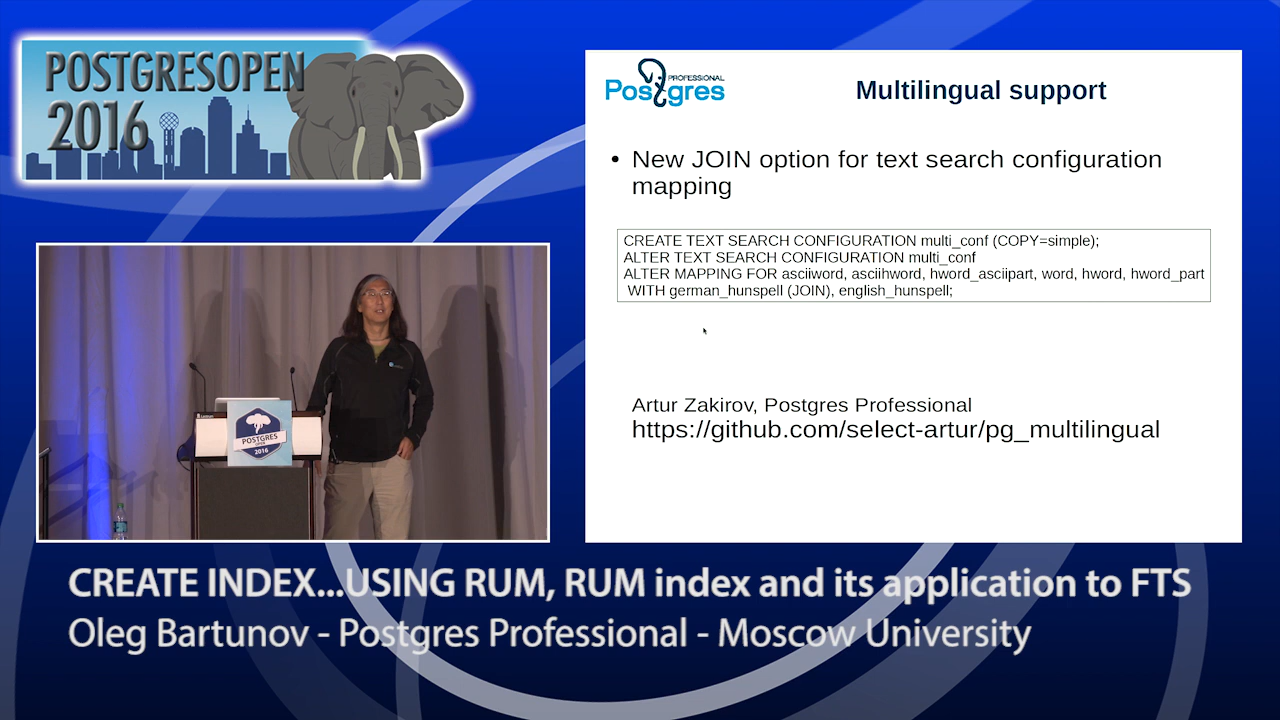 POSTGRESOPEN
2016
PROFESSIONAL
Postgres
Multilingual support
• New JOIN option for text search configuration
mapping
CREATE TEXT SEARCH CONFIGURATION multi_conf (COPY=simple);
ALTER TEXT SEARCH CONFIGURATION multi_conf
ALTER MAPPING FOR asciiword, asciihword, hword_asciipart, word, hword, hword_part
WITH german_hunspell (JOIN), english_hunspell;
Artur Zakirov, Postgres Professional
https://github.com/select-artur/pg_multilingual
POSTGRES
OPEN
2016
CREATE INDEX...USING RUM, RUM index and its application to FTS
Oleg Bartunov - Postgres Professional - Moscow University